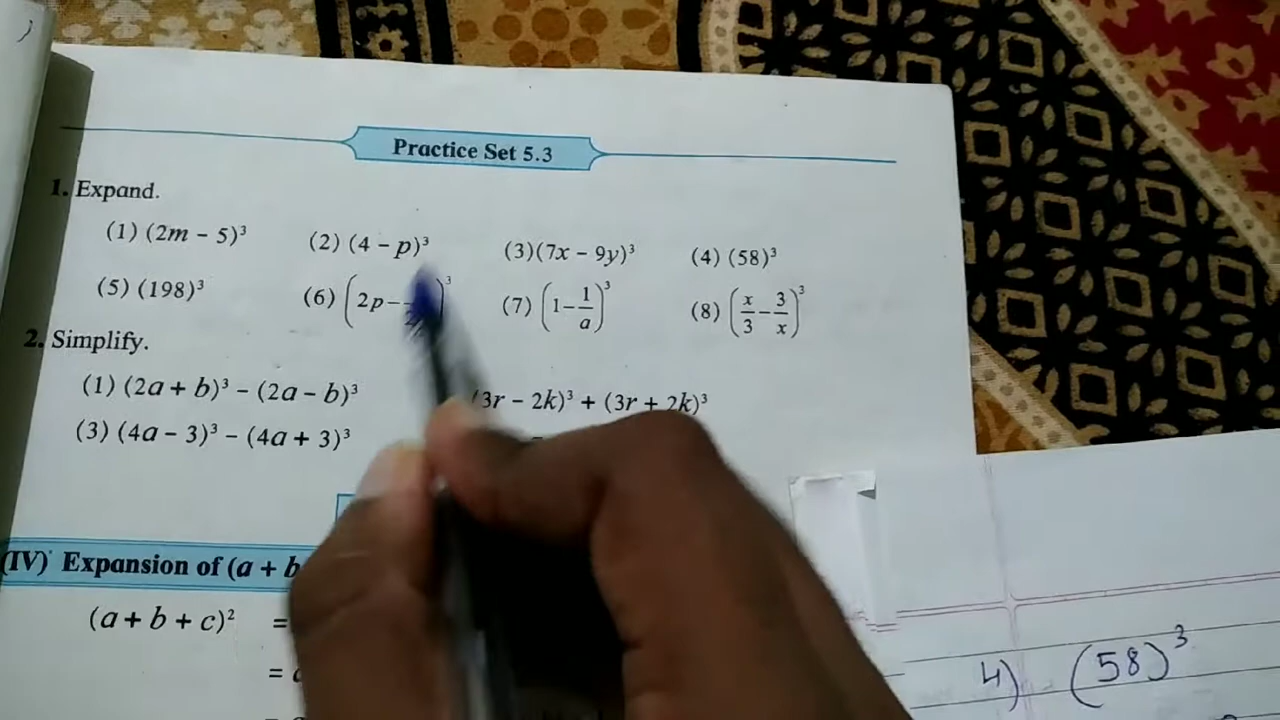 Practice Set 5.3
1. Expand.
(1) (2m – 5)³ (2) (4 – p)³ (3)(7x – 9y)³ (4) (58)³
(5) (198)³ (6) (2p– )³ (7) (1–1/a)³ (8) (x/3–3/x)³
2. Simplify.
(1) (2a + b)³ – (2a – b)³ (3r – 2k)³ + (3r + 2k)³
(3) (4a – 3)³ – (4a + 3)³
(IV) Expansion of (a + b
(a + b + c)² =
=
4) (58)³